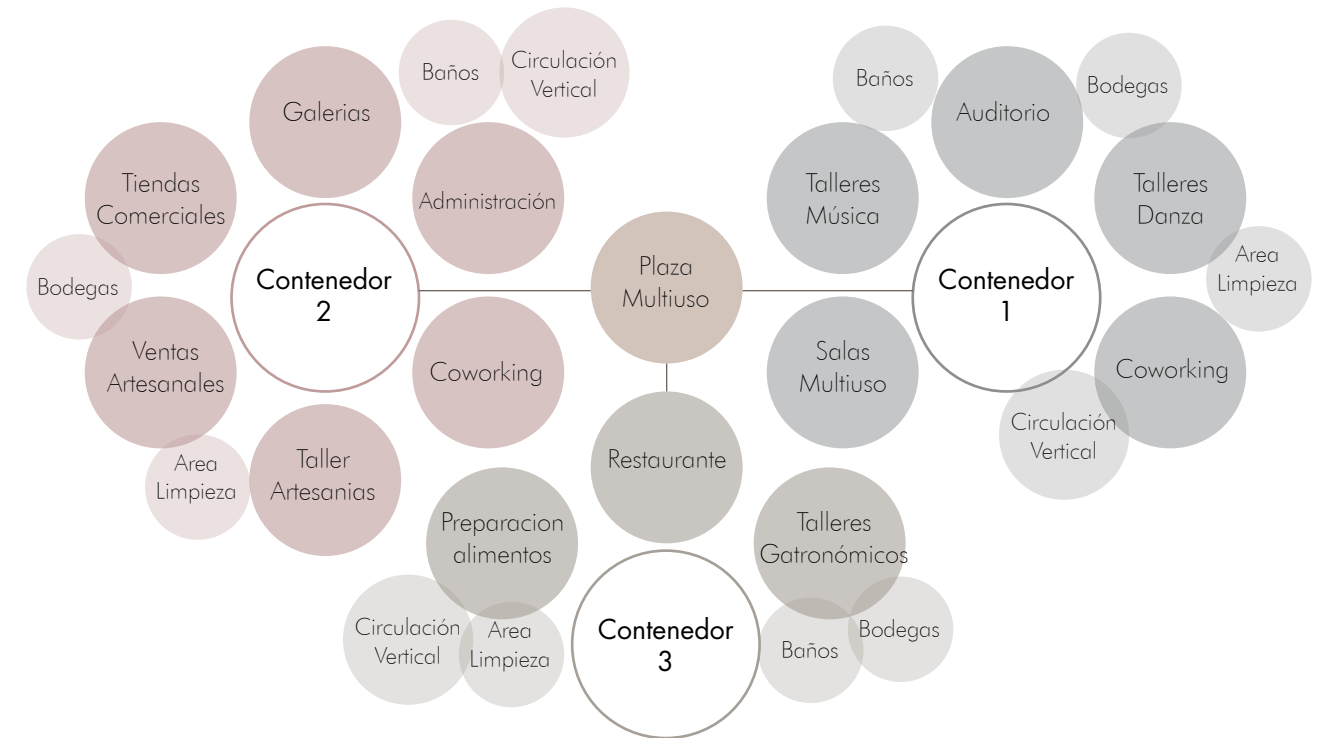 Baños
Circulación
Vertical
Galerias
Administración
Tiendas
Comerciales
Bodegas
Contenedor
2
Ventas
Artesanales
Coworking
Area
Limpieza
Taller
Artesanias
Plaza
Multiuso
Baños
Auditorio
Bodegas
Talleres
Música
Talleres
Danza
Area
Limpieza
Contenedor
1
Salas
Multiuso
Coworking
Circulación
Vertical
Restaurante
Preparacion
alimentos
Talleres
Gatronómicos
Circulación
Vertical
Area
Limpieza
Contenedor
3
Baños
Bodegas